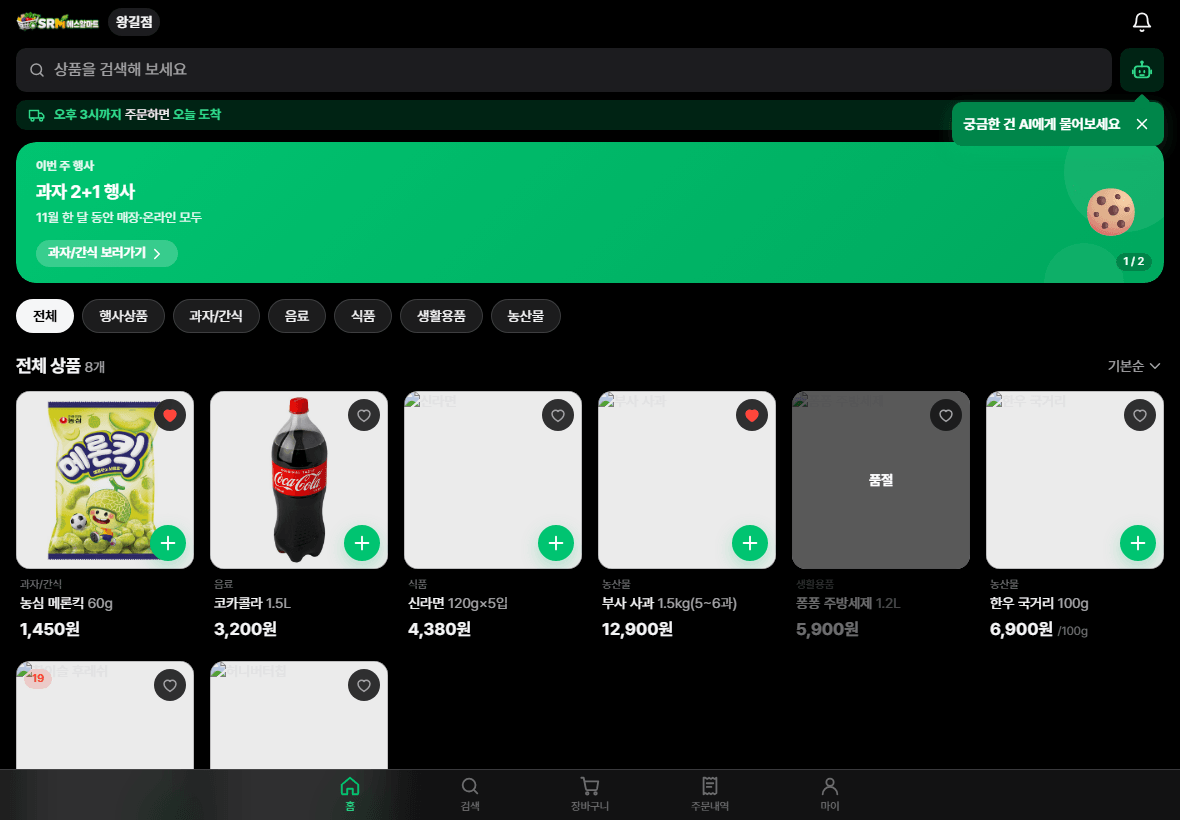 SRM 에스알마트 왕길점
상품을 검색해 보세요
오후 3시까지 주문하면 오늘 도착
궁금한 건 AI에게 물어보세요
이번 주 행사
과자 2+1 행사
11월 한 달 동안 매장·온라인 모두
과자/간식 보러가기
1 / 2
전체 행사상품 과자/간식 음료 식품 생활용품 농산물
전체 상품 8개
기본순
농심
메론킥
Coca-Cola
신라면
부사 사과
품절
한우 국거리
과자/간식
농심 메론킥 60g
1,450원
음료
코카콜라 1.5L
3,200원
식품
신라면 120g×5입
4,380원
농산물
부사 사과 1.5kg(5~6과)
12,900원
생활용품
퐁퐁 주방세제 1.2L
5,900원
농산물
한우 국거리 100g
6,900원 /100g
19
홈
검색
장바구니
주문내역
마이